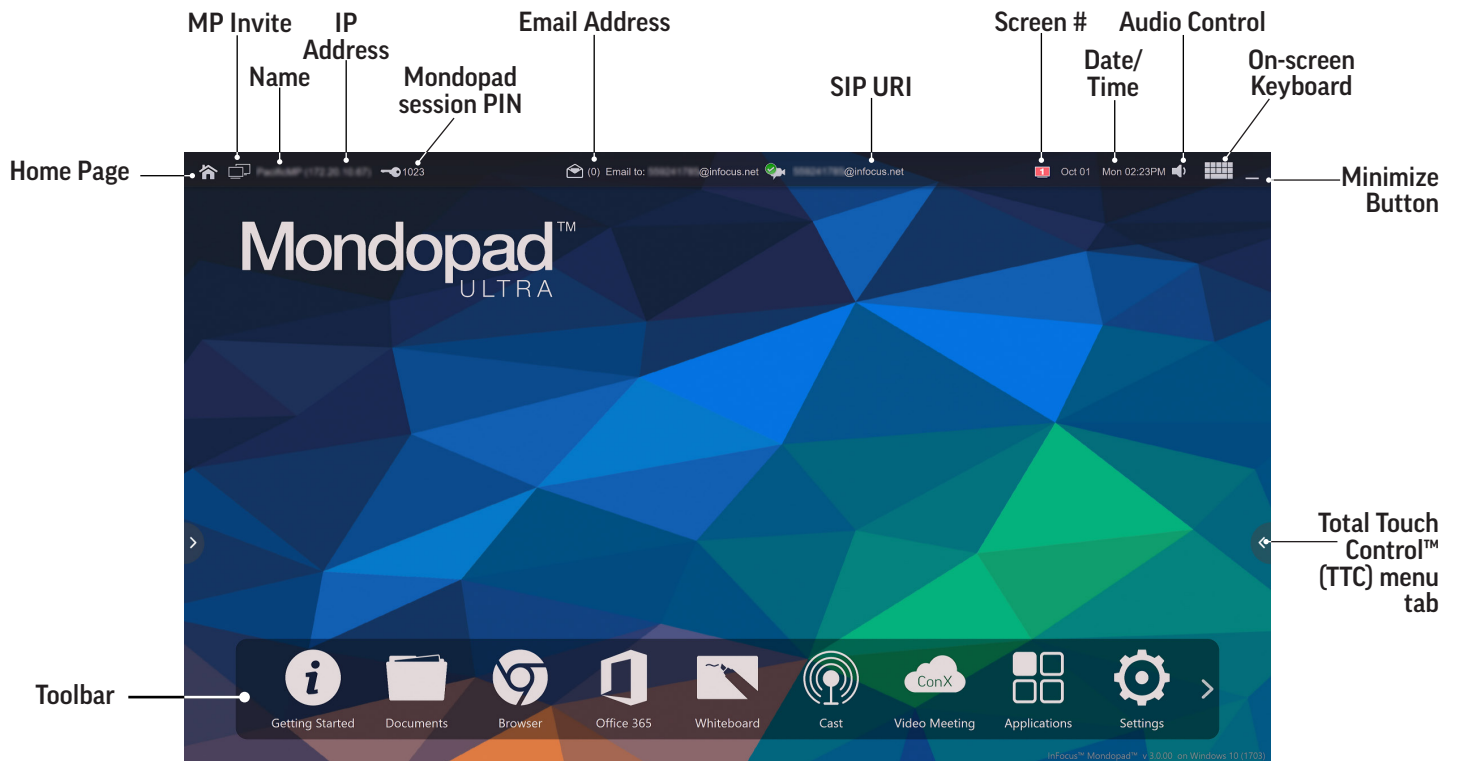 MP Invite
IP
Address
Email Address
Screen #
Audio Control
Name
Mondopad
session PIN
SIP URI
Date/
Time
On-screen
Keyboard
Home Page
1023
(0) Email to:
@infocus.net
@infocus.net
1
Oct 01
Mon 02:23PM
Minimize
Button
Mondopad™
ULTRA
Total Touch
Control™
(TTC) menu
tab
Toolbar
i
ConX
Getting Started
Documents
Browser
Office 365
Whiteboard
Cast
Video Meeting
Applications
Settings
InFocus™ Mondopad™ v 3.0.00 on Windows 10 (1703)